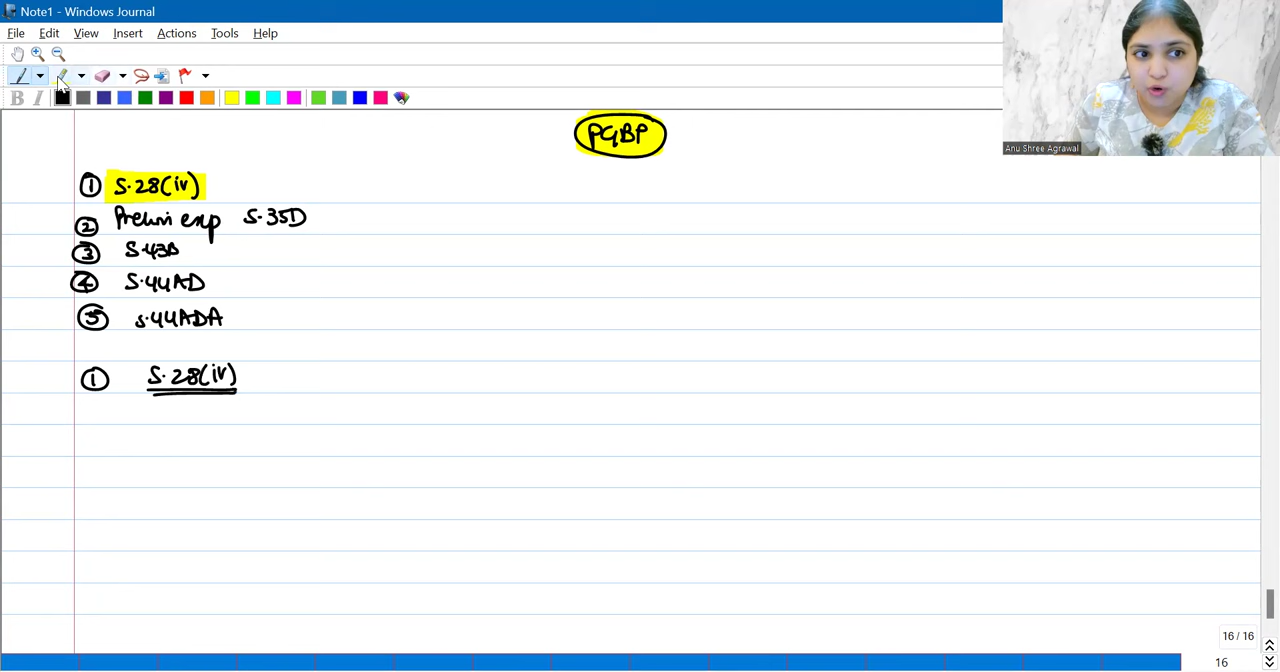 Note1 - Windows Journal
File Edit View Insert Actions Tools Help
B I
Anu Shree Agrawal
PGBP
① S.28(iv)
② Prelim exp S.35D
③ S.43B
④ S.44AD
⑤ S.44ADA
① S.28(iv)
16 / 16
16